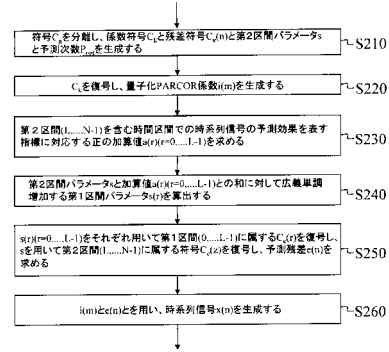 符号Cgを分離し、係数符号Ckと残差符号Ce(n)と第2区間パラメータs
と予測次数Poptを生成する
S210
Ckを復号し、量子化PARCOR係数i(m)を生成する
S220
第2区間(L,...,N-1)を含む時間区間での時系列信号の予測効果を表す
指標に対応する正の加算値a(r)(r=0,...,L-1)を求める
S230
第2区間パラメータsと加算値a(r)(r=0,...,L-1)との和に対して広義単調
増加する第1区間パラメータs(r)を算出する
S240
s(r)(r=0,...,L-1)をそれぞれ用いて第1区間(0,...,L-1)に属するCe(r)を復号し、
sを用いて第2区間(L,...,N-1)に属する符号Ce(z)を復号し、予測残差e(n)を
求める
S250
i(m)とe(n)とを用い、時系列信号x(n)を生成する
S260